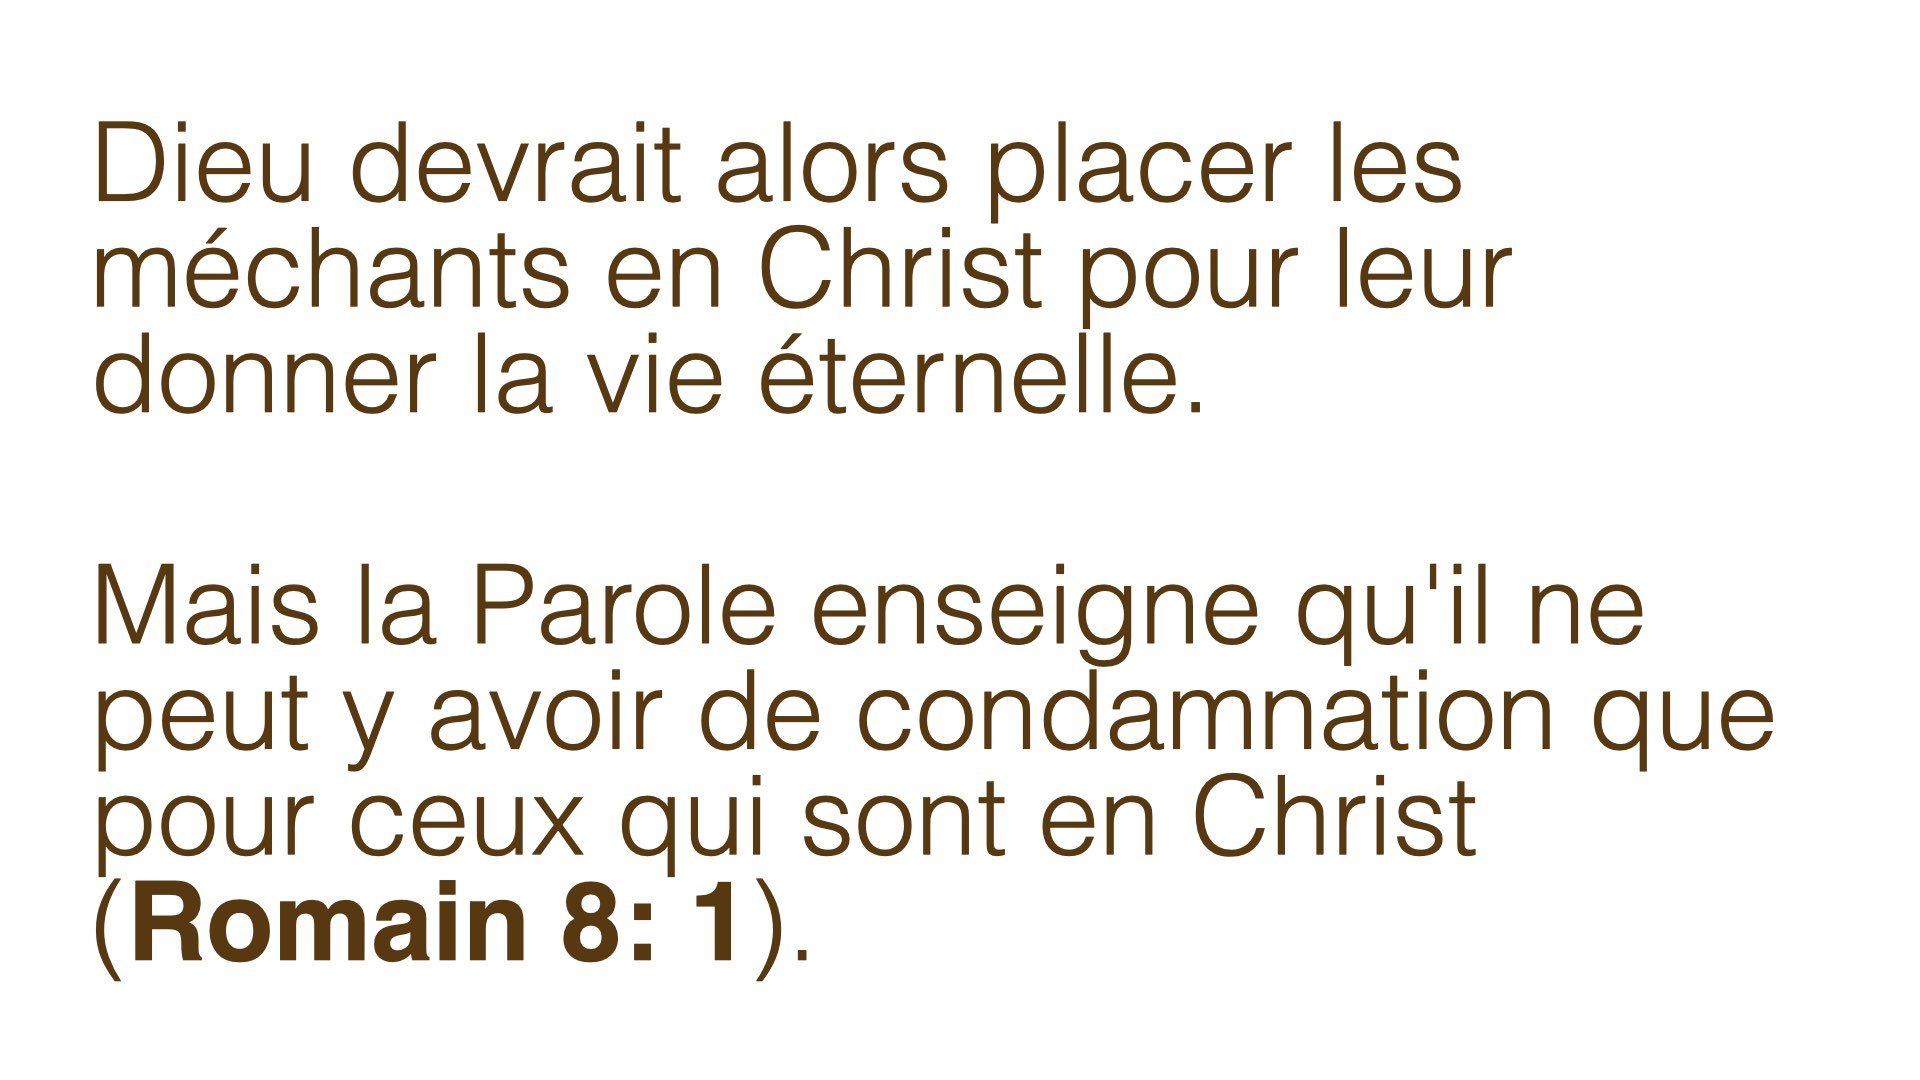 Dieu devrait alors placer les
méchants en Christ pour leur
donner la vie éternelle.
Mais la Parole enseigne qu'il ne
peut y avoir de condamnation que
pour ceux qui sont en Christ
(Romain 8: 1).